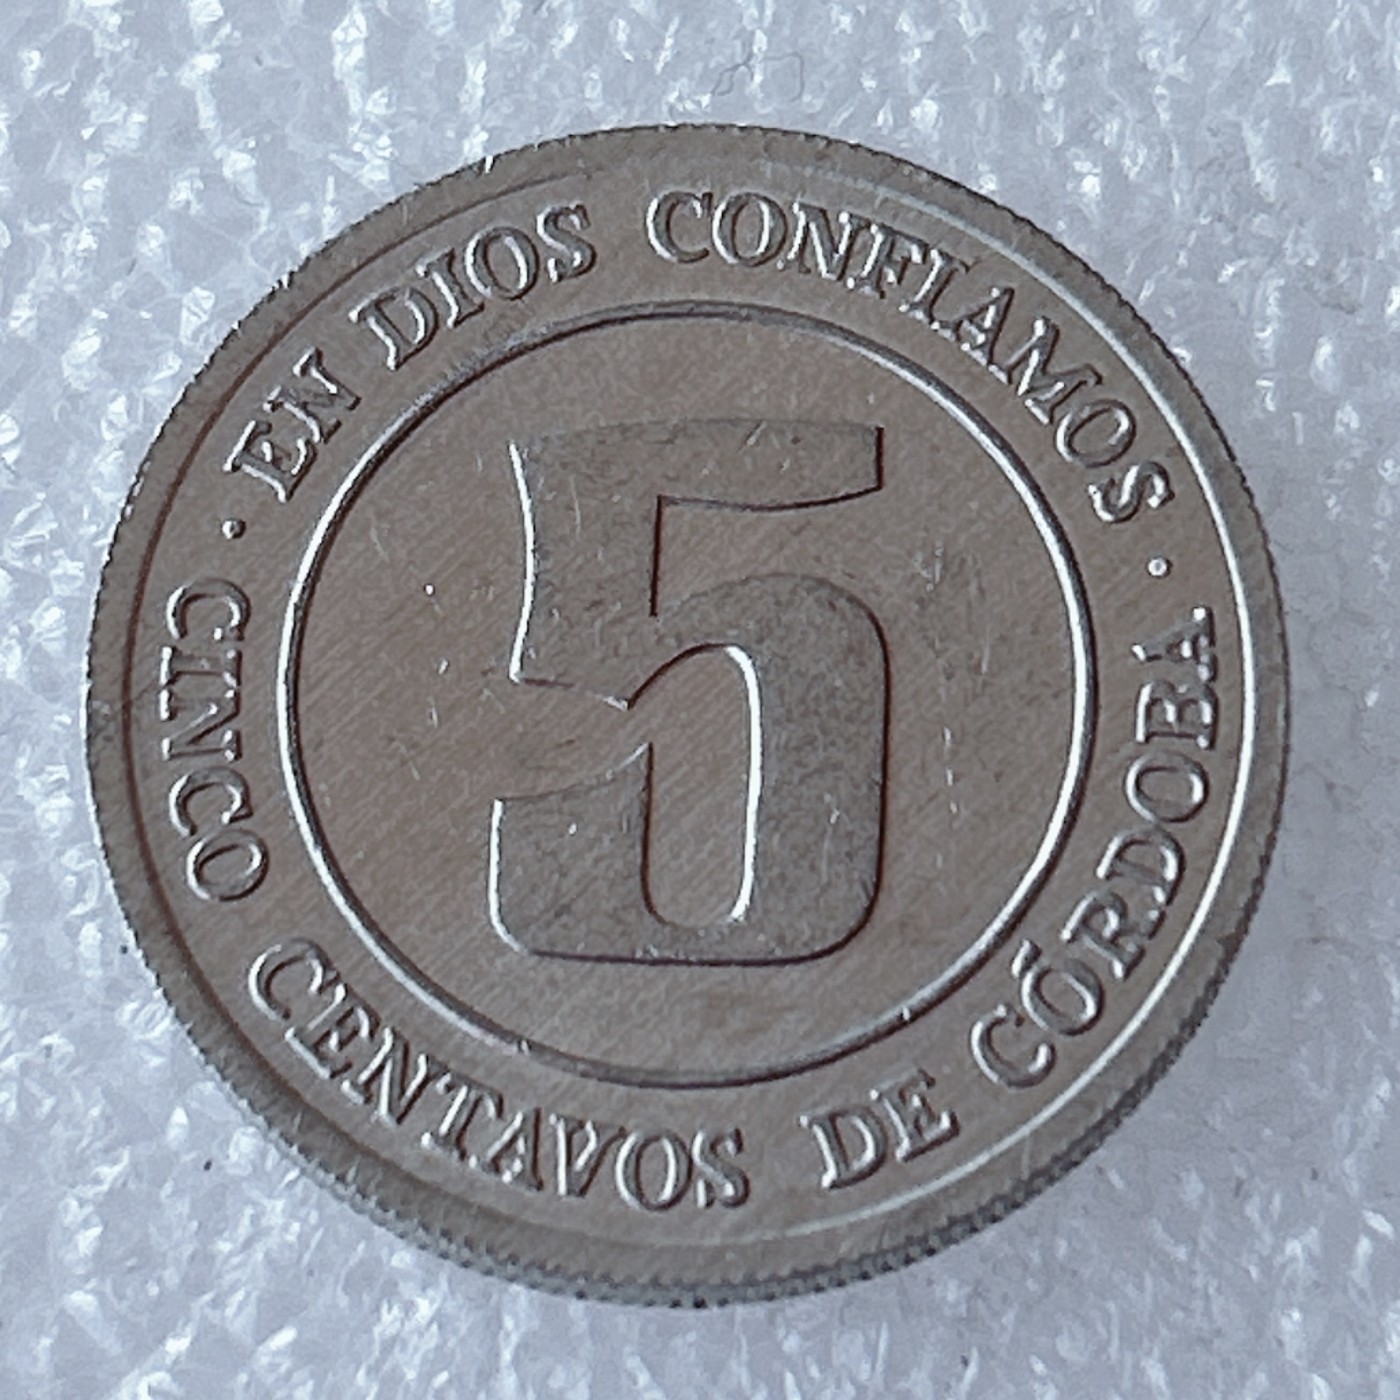 · EN DIOS CONFIAMOS ·
5
CINCO CENTAVOS DE CÓRDOBA